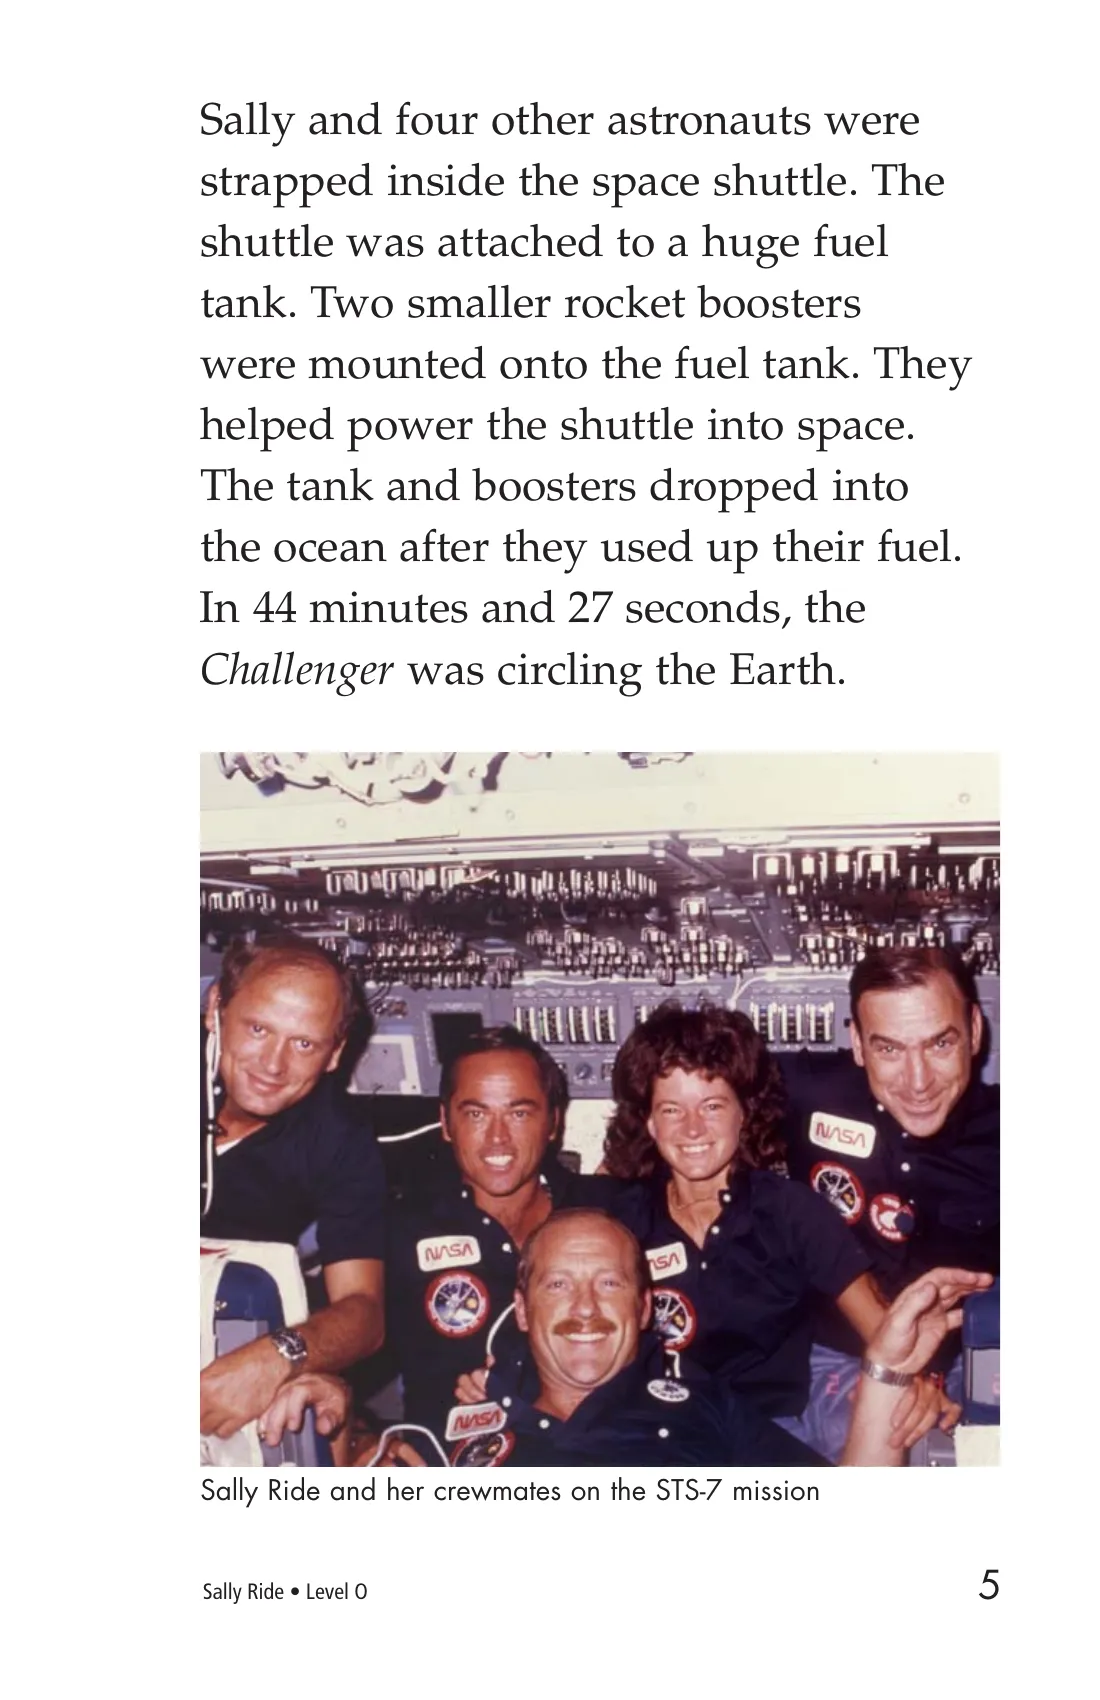 Sally and four other astronauts were
strapped inside the space shuttle. The
shuttle was attached to a huge fuel
tank. Two smaller rocket boosters
were mounted onto the fuel tank. They
helped power the shuttle into space.
The tank and boosters dropped into
the ocean after they used up their fuel.
In 44 minutes and 27 seconds, the
Challenger was circling the Earth.
NASA
NASA
NASA
NASA
Sally Ride and her crewmates on the STS-7 mission
Sally Ride • Level O
5